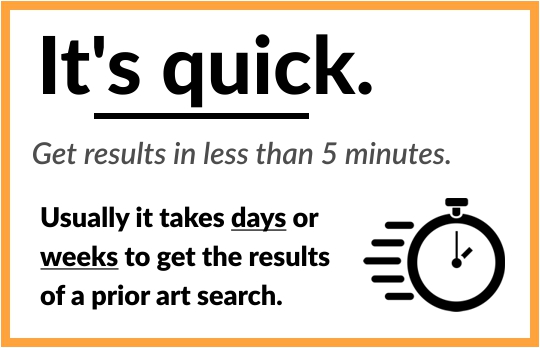 It's quick.
Get results in less than 5 minutes.
Usually it takes days or
weeks to get the results
of a prior art search.